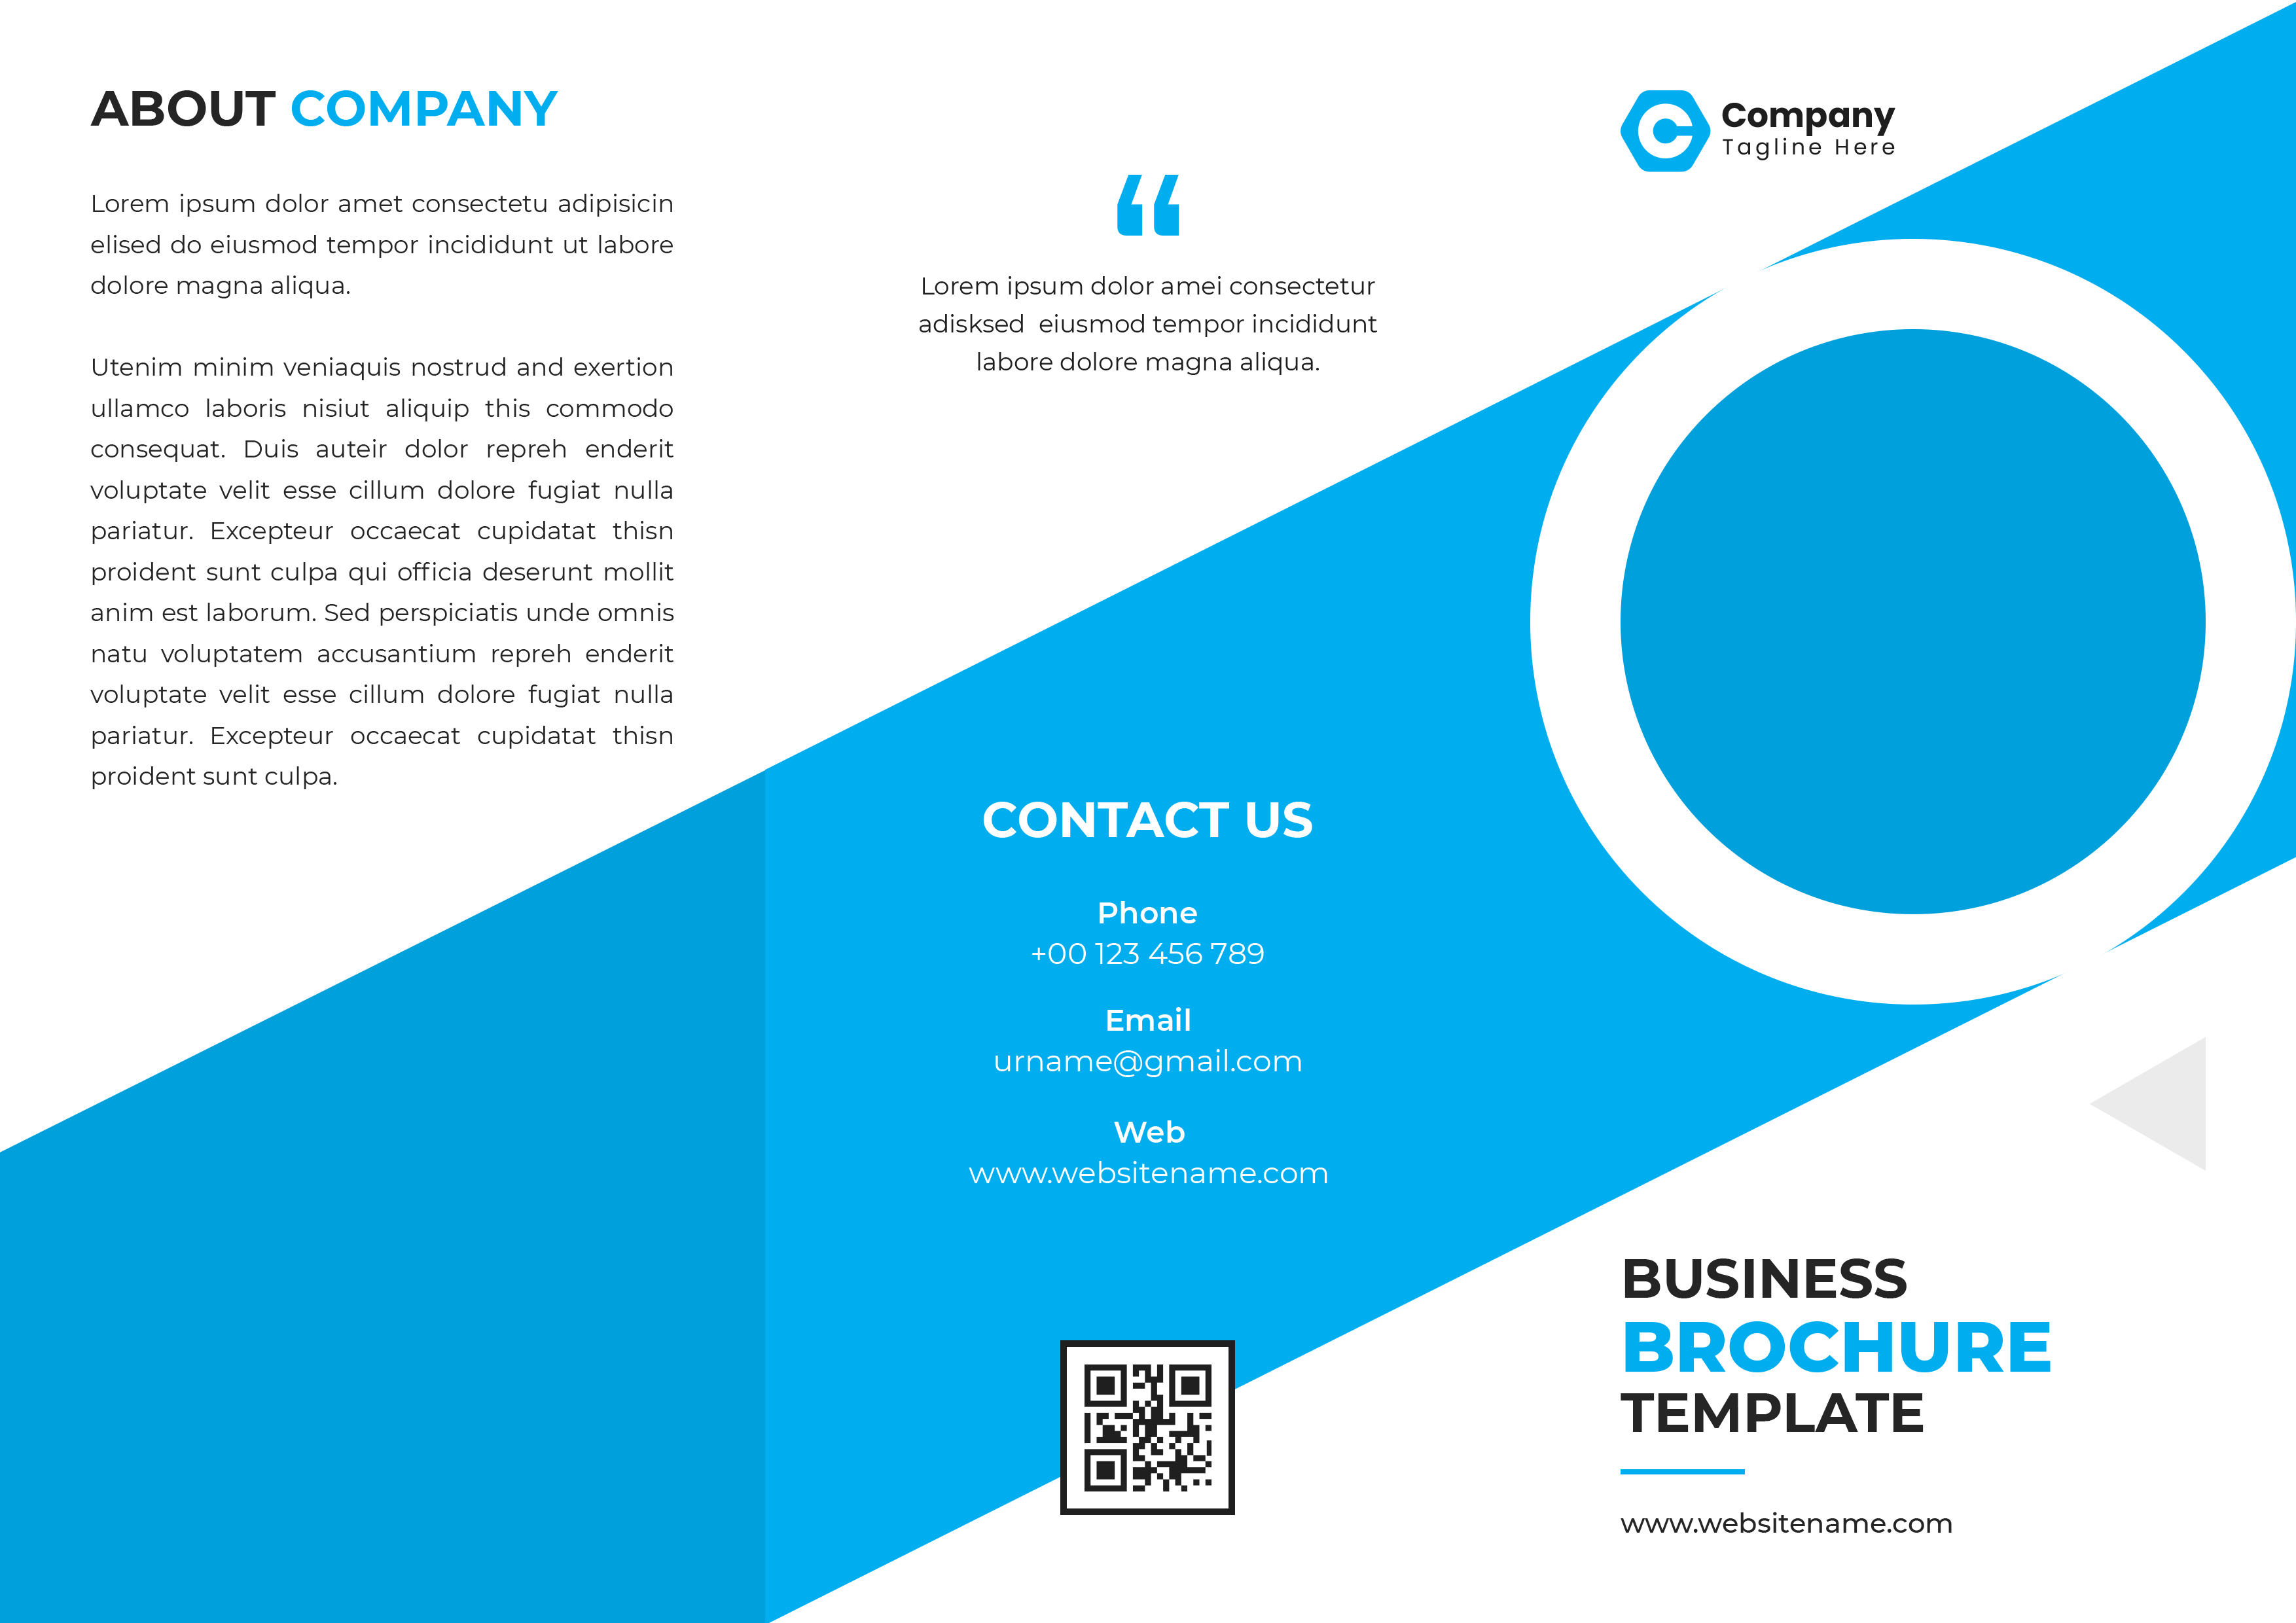 ABOUT COMPANY
Lorem ipsum dolor amet consectetu adipisicin
elised do eiusmod tempor incididunt ut labore
dolore magna aliqua.
Utenim minim veniaquis nostrud and exertion
ullamco laboris nisiut aliquip this commodo
consequat. Duis auteir dolor repreh enderit
voluptate velit esse cillum dolore fugiat nulla
pariatur. Excepteur occaecat cupidatat thisn
proident sunt culpa qui officia deserunt mollit
anim est laborum. Sed perspiciatis unde omnis
natu voluptatem accusantium repreh enderit
voluptate velit esse cillum dolore fugiat nulla
pariatur. Excepteur occaecat cupidatat thisn
proident sunt culpa.
“
Lorem ipsum dolor amei consectetur
adisksed eiusmod tempor incididunt
labore dolore magna aliqua.
CONTACT US
Phone
+00 123 456 789
Email
urname@gmail.com
Web
www.websitename.com
Company
Tagline Here
BUSINESS
BROCHURE
TEMPLATE
www.websitename.com